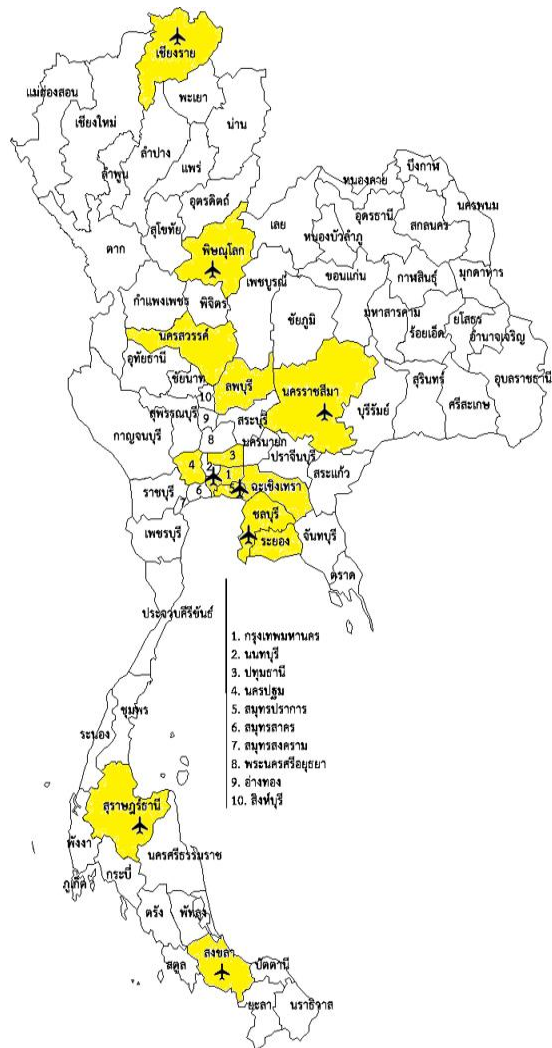 เชียงราย
แม่ฮ่องสอน
เชียงใหม่
พะเยา
น่าน
ลำปาง
ลำพูน
แพร่
อุตรดิตถ์
สุโขทัย
ตาก
พิษณุโลก
เลย
หนองคาย
บึงกาฬ
อุดรธานี
หนองบัวลำภู
สกลนคร
นครพนม
เพชรบูรณ์
ขอนแก่น
กาฬสินธุ์
มุกดาหาร
กำแพงเพชร
พิจิตร
ชัยภูมิ
มหาสารคาม
ร้อยเอ็ด
ยโสธร
อำนาจเจริญ
นครสวรรค์
อุทัยธานี
ชัยนาท
ลพบุรี
นครราชสีมา
บุรีรัมย์
สุรินทร์
ศรีสะเกษ
อุบลราชธานี
10
สุพรรณบุรี
9
สระบุรี
กาญจนบุรี
8
นครนายก
ปราจีนบุรี
3
4
2
1
สระแก้ว
ฉะเชิงเทรา
5
6
7
ราชบุรี
ชลบุรี
เพชรบุรี
ระยอง
จันทบุรี
ตราด
ประจวบคีรีขันธ์
1. กรุงเทพมหานคร
2. นนทบุรี
3. ปทุมธานี
4. นครปฐม
5. สมุทรปราการ
6. สมุทรสาคร
7. สมุทรสงคราม
8. พระนครศรีอยุธยา
9. อ่างทอง
10. สิงห์บุรี
ชุมพร
ระนอง
สุราษฎร์ธานี
พังงา
นครศรีธรรมราช
กระบี่
ภูเก็ต
ตรัง
พัทลุง
สงขลา
สตูล
ปัตตานี
ยะลา
นราธิวาส